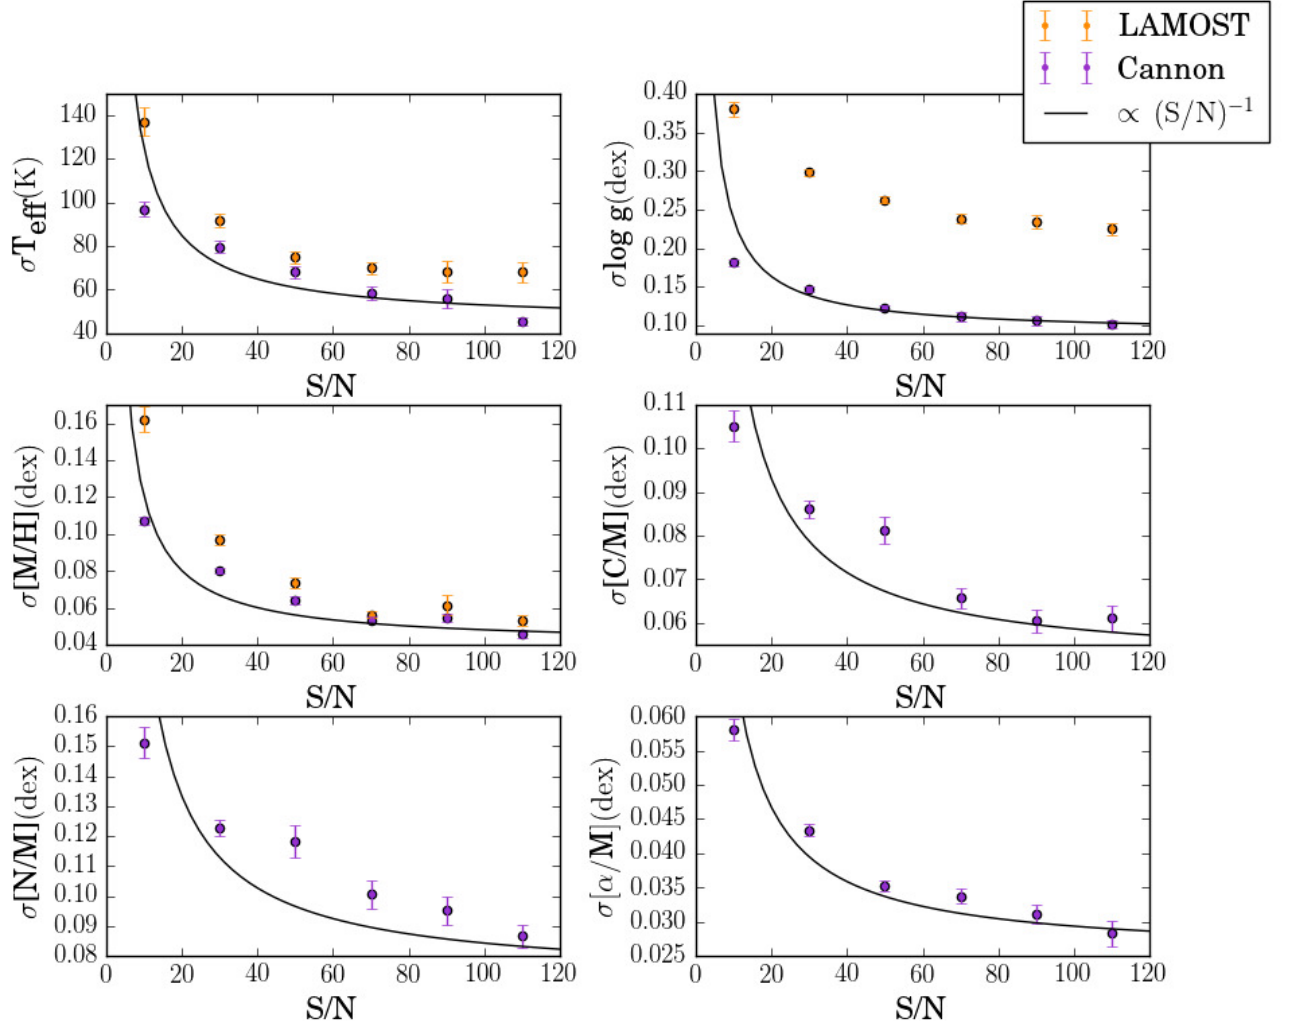 LAMOST
Cannon
∝ (S/N)⁻¹
σT_eff(K)
140
120
100
80
60
40
0 20 40 60 80 100 120
S/N
σlog g(dex)
0.40
0.35
0.30
0.25
0.20
0.15
0.10
0 20 40 60 80 100 120
S/N
σ[M/H](dex)
0.16
0.14
0.12
0.10
0.08
0.06
0.04
0 20 40 60 80 100 120
S/N
σ[C/M](dex)
0.11
0.10
0.09
0.08
0.07
0.06
0 20 40 60 80 100 120
S/N
σ[N/M](dex)
0.16
0.15
0.14
0.13
0.12
0.11
0.10
0.09
0.08
0 20 40 60 80 100 120
S/N
σ[α/M](dex)
0.060
0.055
0.050
0.045
0.040
0.035
0.030
0.025
0 20 40 60 80 100 120
S/N